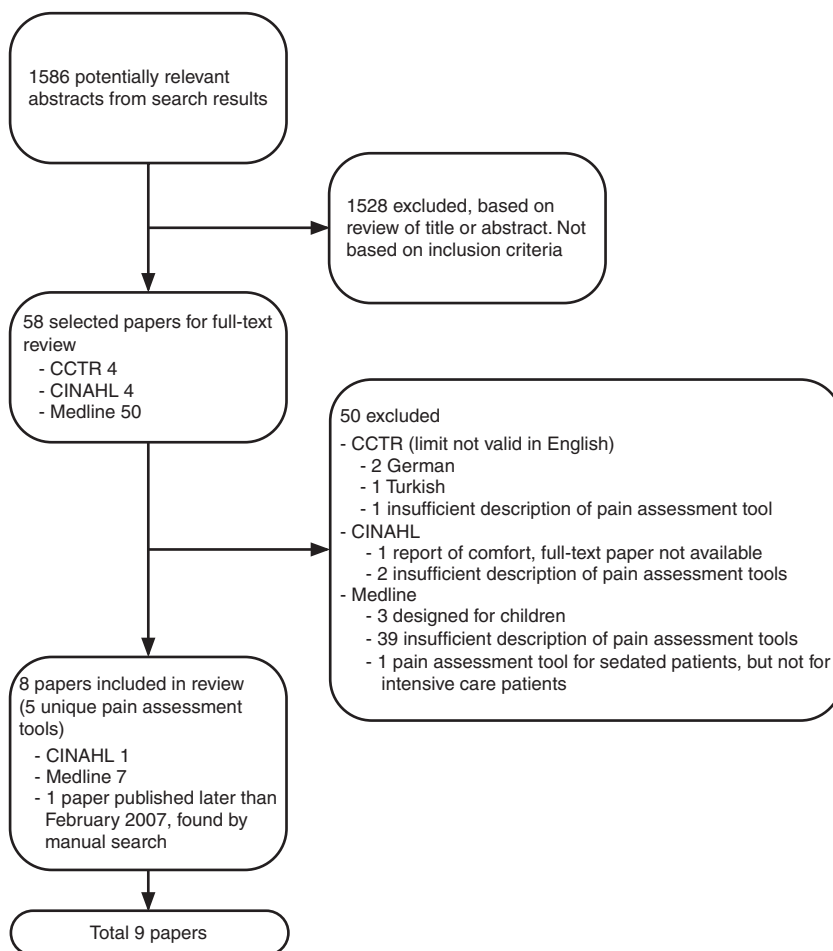 1586 potentially relevant
abstracts from search results
1528 excluded, based on
review of title or abstract. Not
based on inclusion criteria
58 selected papers for full-text
review
- CCTR 4
- CINAHL 4
- Medline 50
50 excluded
- CCTR (limit not valid in English)
- 2 German
- 1 Turkish
- 1 insufficient description of pain assessment tool
- CINAHL
- 1 report of comfort, full-text paper not available
- 2 insufficient description of pain assessment tools
- Medline
- 3 designed for children
- 39 insufficient description of pain assessment tools
- 1 pain assessment tool for sedated patients, but not for
intensive care patients
8 papers included in review
(5 unique pain assessment
tools)
- CINAHL 1
- Medline 7
- 1 paper published later than
February 2007, found by
manual search
Total 9 papers